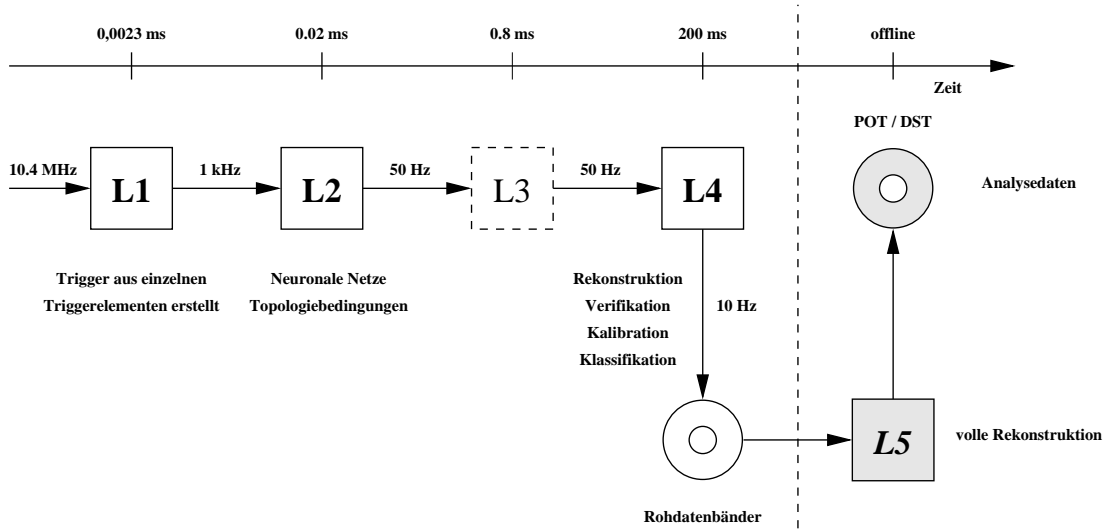 0,0023 ms
0.02 ms
0.8 ms
200 ms
offline
Zeit
POT / DST
10.4 MHz
L1
1 kHz
L2
50 Hz
L3
50 Hz
L4
Analysedaten
Trigger aus einzelnen
Triggerelementen erstellt
Neuronale Netze
Topologiebedingungen
Rekonstruktion
Verifikation
Kalibration
Klassifikation
10 Hz
L5
volle Rekonstruktion
Rohdatenbänder